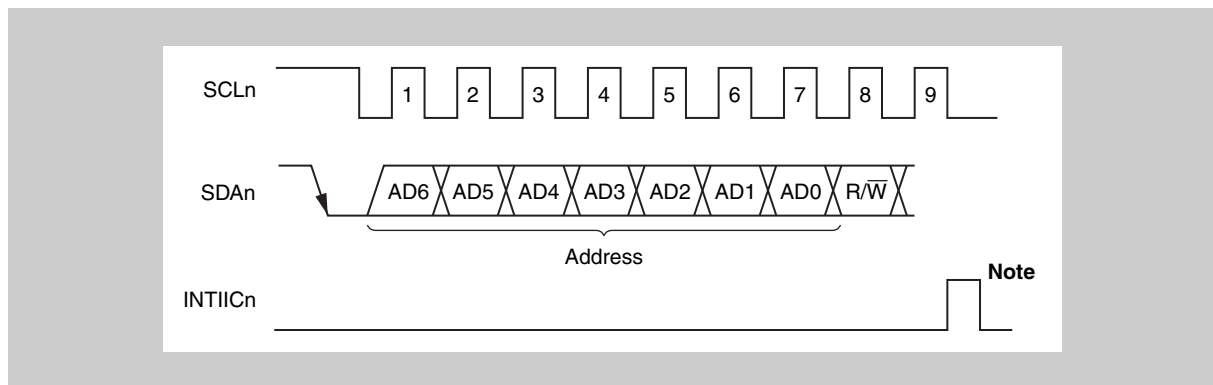 SCLn
1 2 3 4 5 6 7 8 9
SDAn
AD6 AD5 AD4 AD3 AD2 AD1 AD0 R/W̅
Address
Note
INTIICn